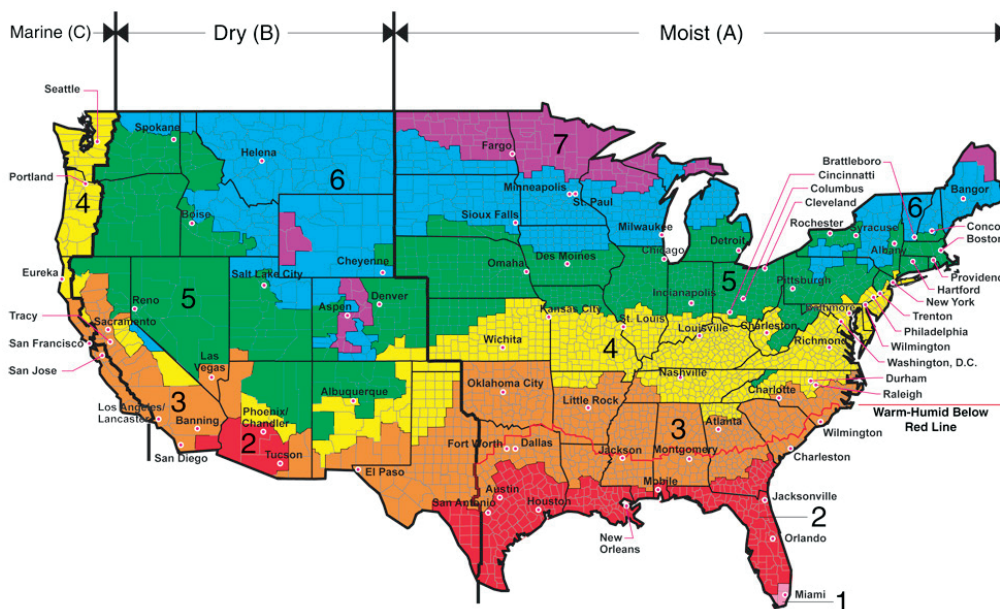 Marine (C)
Dry (B)
Moist (A)
Seattle
Spokane
Helena
Fargo
7
Brattleboro
Cincinnatti
Columbus
Cleveland
Portland
4
6
Minneapolis
St. Paul
Bangor
6
Boise
Sioux Falls
Milwaukee
Rochester
Syracuse
Concо
Albany
Boston
Detroit
Chicago
Eureka
Salt Lake City
Cheyenne
Omaha
Des Moines
5
Pittsburgh
Providenc
Hartford
New York
Reno
5
Denver
Aspen
Indianapolis
Trenton
Tracy
Sacramento
Kansas City
St. Louis
Louisville
Charleston
Philadelphia
San Francisco
Wichita
4
Richmond
Wilmington
San Jose
Las
Vegas
Washington, D.C.
Nashville
Durham
3
Albuquerque
Oklahoma City
Charlotte
Raleigh
Los Angeles/
Lancaster
Banning
Phoenix/
Chandler
2
Little Rock
3
Atlanta
Warm-Humid Below
Red Line
Wilmington
San Diego
Tucson
El Paso
Fort Worth
Dallas
Jackson
Montgomery
Charleston
Mobile
Austin
San Antonio
Houston
Jacksonville
2
New
Orleans
Orlando
Miami
1